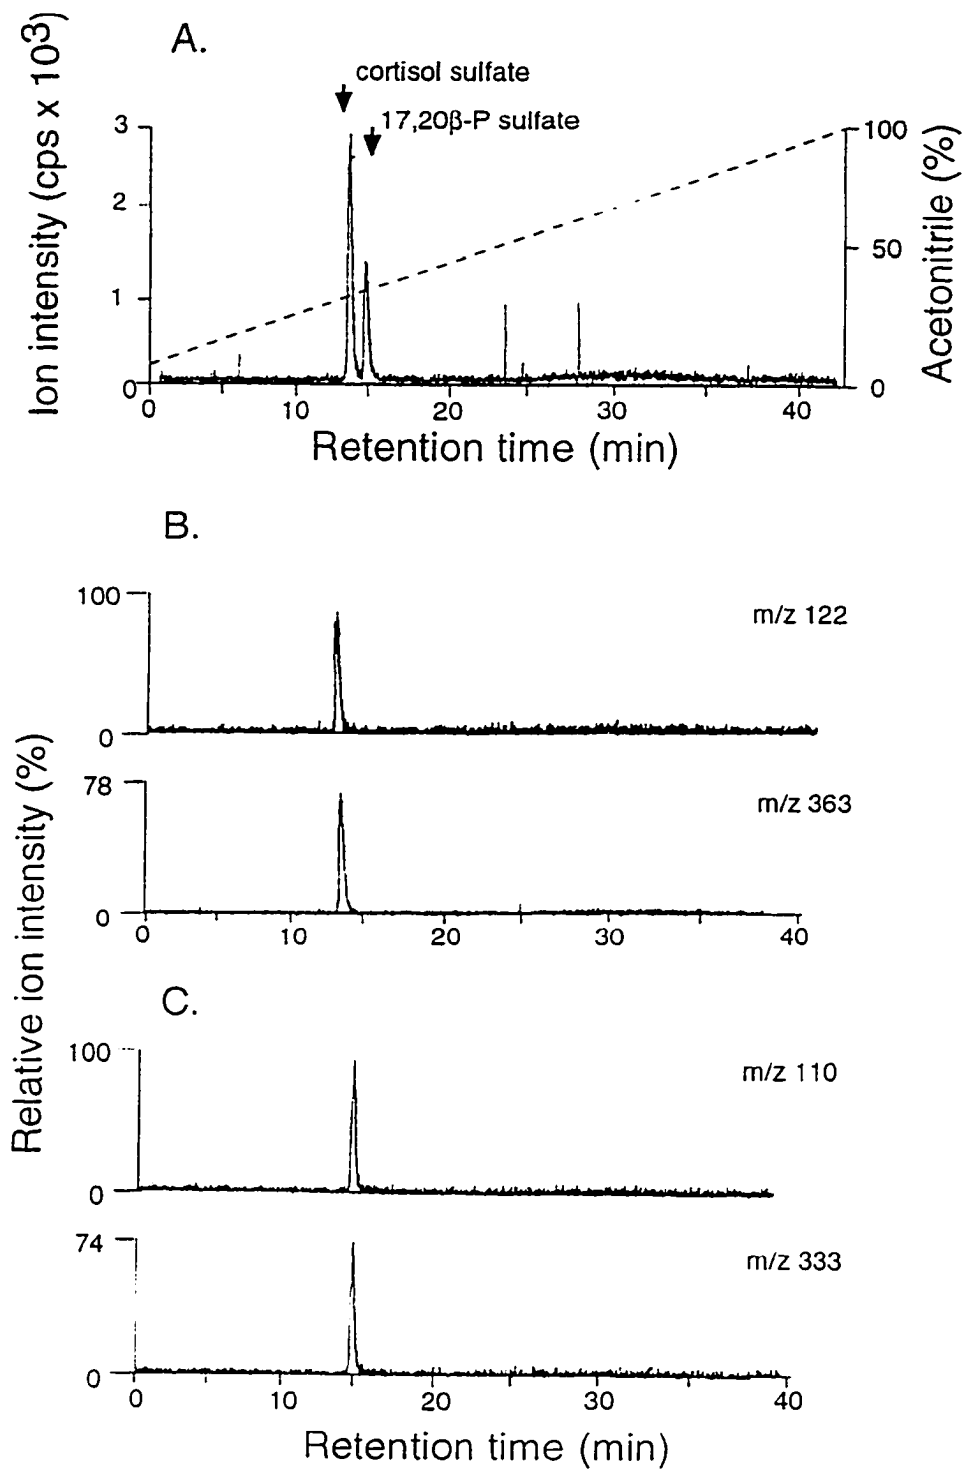 A.
cortisol sulfate
17,20β-P sulfate
Ion intensity (cps x 10³)
3
2
1
0
100
50
0
Acetonitrile (%)
0 10 20 30 40
Retention time (min)
B.
Relative ion intensity (%)
100
m/z 122
0
78
m/z 363
0
0 10 20 30 40
C.
100
m/z 110
0
74
m/z 333
0
0 10 20 30 40
Retention time (min)